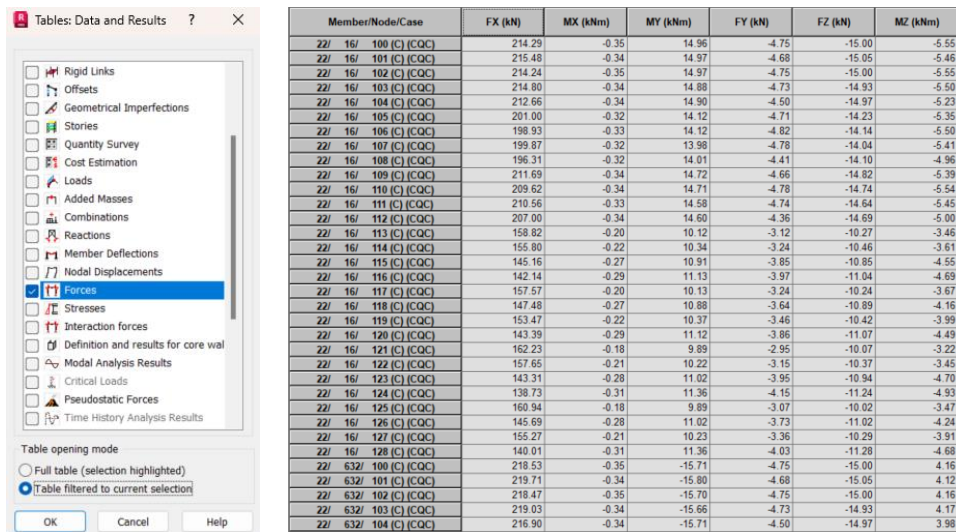 Tables: Data and Results ? X
Rigid Links
Offsets
Geometrical Imperfections
Stories
Quantity Survey
Cost Estimation
Loads
Added Masses
Combinations
Reactions
Member Deflections
Nodal Displacements
Forces
Stresses
Interaction forces
Definition and results for core wal
Modal Analysis Results
Critical Loads
Pseudostatic Forces
Time History Analysis Results
Table opening mode
Full table (selection highlighted)
Table filtered to current selection
OK Cancel Help
Member/Node/Case FX (kN) MX (kNm) MY (kNm) FY (kN) FZ (kN) MZ (kNm)
22/ 16/ 100 (C) (CQC) 214.29 -0.35 14.96 -4.75 -15.00 -5.55
22/ 16/ 101 (C) (CQC) 215.48 -0.34 14.97 -4.68 -15.05 -5.46
22/ 16/ 102 (C) (CQC) 214.24 -0.35 14.97 -4.75 -15.00 -5.55
22/ 16/ 103 (C) (CQC) 214.80 -0.34 14.88 -4.73 -14.93 -5.50
22/ 16/ 104 (C) (CQC) 212.66 -0.34 14.90 -4.50 -14.97 -5.23
22/ 16/ 105 (C) (CQC) 201.00 -0.32 14.12 -4.71 -14.23 -5.35
22/ 16/ 106 (C) (CQC) 198.93 -0.33 14.12 -4.82 -14.14 -5.50
22/ 16/ 107 (C) (CQC) 199.87 -0.32 13.98 -4.78 -14.04 -5.41
22/ 16/ 108 (C) (CQC) 196.31 -0.32 14.01 -4.41 -14.10 -4.96
22/ 16/ 109 (C) (CQC) 211.69 -0.34 14.72 -4.66 -14.82 -5.39
22/ 16/ 110 (C) (CQC) 209.62 -0.34 14.71 -4.78 -14.74 -5.54
22/ 16/ 111 (C) (CQC) 210.56 -0.33 14.58 -4.74 -14.64 -5.45
22/ 16/ 112 (C) (CQC) 207.00 -0.34 14.60 -4.36 -14.69 -5.00
22/ 16/ 113 (C) (CQC) 158.82 -0.20 10.12 -3.12 -10.27 -3.46
22/ 16/ 114 (C) (CQC) 155.80 -0.22 10.34 -3.24 -10.46 -3.61
22/ 16/ 115 (C) (CQC) 145.16 -0.27 10.91 -3.85 -10.85 -4.55
22/ 16/ 116 (C) (CQC) 142.14 -0.29 11.13 -3.97 -11.04 -4.69
22/ 16/ 117 (C) (CQC) 157.57 -0.20 10.13 -3.24 -10.24 -3.67
22/ 16/ 118 (C) (CQC) 147.48 -0.27 10.88 -3.64 -10.89 -4.16
22/ 16/ 119 (C) (CQC) 153.47 -0.22 10.37 -3.46 -10.42 -3.99
22/ 16/ 120 (C) (CQC) 143.39 -0.29 11.12 -3.86 -11.07 -4.49
22/ 16/ 121 (C) (CQC) 162.23 -0.18 9.89 -2.95 -10.07 -3.22
22/ 16/ 122 (C) (CQC) 157.65 -0.21 10.22 -3.15 -10.37 -3.45
22/ 16/ 123 (C) (CQC) 143.31 -0.28 11.02 -3.95 -10.94 -4.70
22/ 16/ 124 (C) (CQC) 138.73 -0.31 11.36 -4.15 -11.24 -4.93
22/ 16/ 125 (C) (CQC) 160.94 -0.18 9.89 -3.07 -10.02 -3.47
22/ 16/ 126 (C) (CQC) 145.69 -0.28 11.02 -3.73 -11.02 -4.24
22/ 16/ 127 (C) (CQC) 155.27 -0.21 10.23 -3.36 -10.29 -3.91
22/ 16/ 128 (C) (CQC) 140.01 -0.31 11.36 -4.03 -11.28 -4.68
22/ 632/ 100 (C) (CQC) 218.53 -0.35 -15.71 -4.75 -15.00 4.16
22/ 632/ 101 (C) (CQC) 219.71 -0.34 -15.80 -4.68 -15.05 4.12
22/ 632/ 102 (C) (CQC) 218.47 -0.35 -15.70 -4.75 -15.00 4.16
22/ 632/ 103 (C) (CQC) 219.03 -0.34 -15.66 -4.73 -14.93 4.17
22/ 632/ 104 (C) (CQC) 216.90 -0.34 -15.71 -4.50 -14.97 3.98